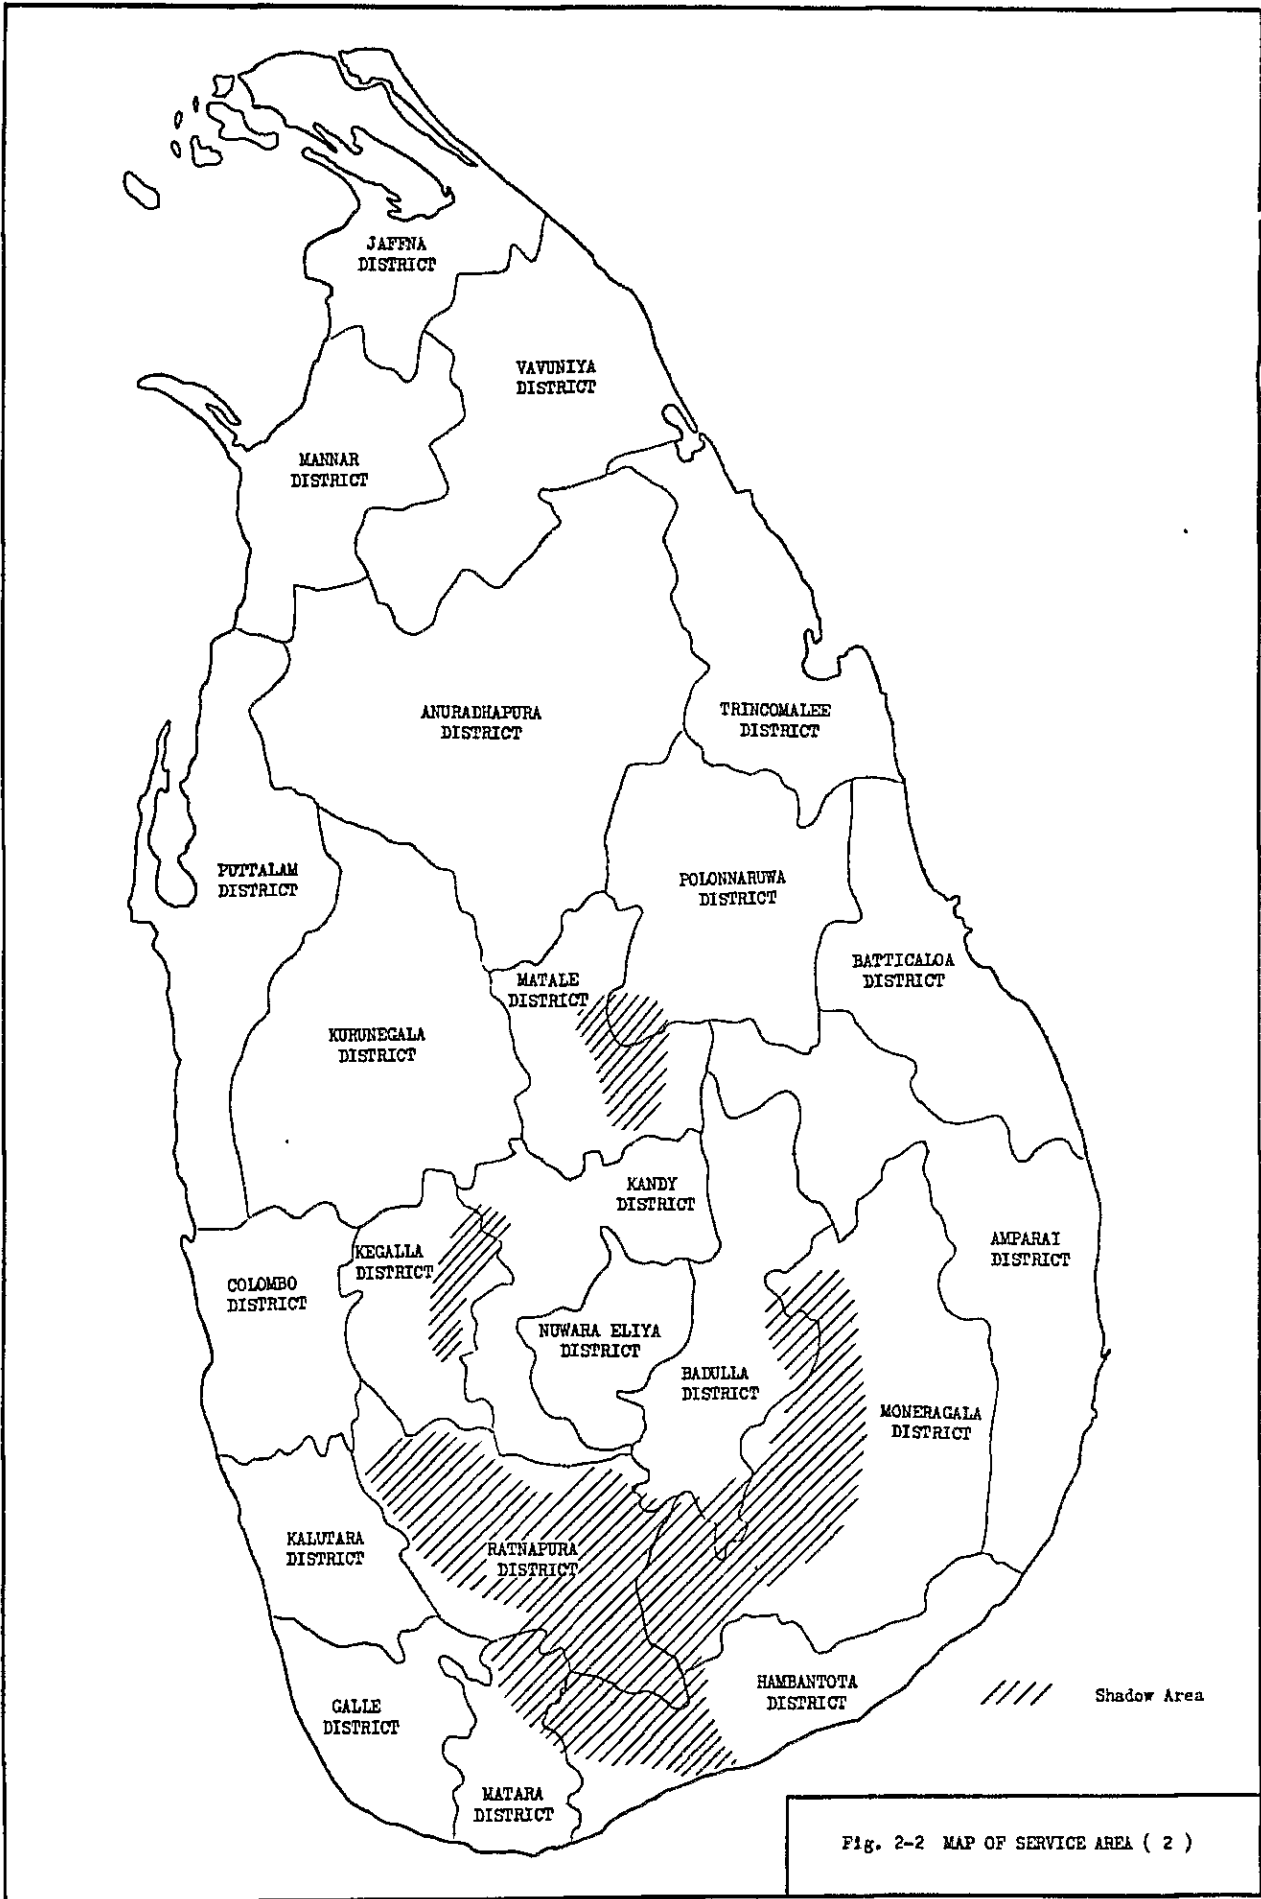 JAFFNA
DISTRICT
VAVUNIYA
DISTRICT
MANNAR
DISTRICT
ANURADHAPURA
DISTRICT
TRINCOMALEE
DISTRICT
PUTTALAM
DISTRICT
POLONNARUWA
DISTRICT
BATTICALOA
DISTRICT
MATALE
DISTRICT
KURUNEGALA
DISTRICT
KANDY
DISTRICT
AMPARAI
DISTRICT
KEGALLA
DISTRICT
COLOMBO
DISTRICT
NUWARA ELIYA
DISTRICT
BADULLA
DISTRICT
MONERAGALA
DISTRICT
KALUTARA
DISTRICT
RATNAPURA
DISTRICT
HAMBANTOTA
DISTRICT
GALLE
DISTRICT
MATARA
DISTRICT
Shadow Area
Fig. 2-2 MAP OF SERVICE AREA ( 2 )